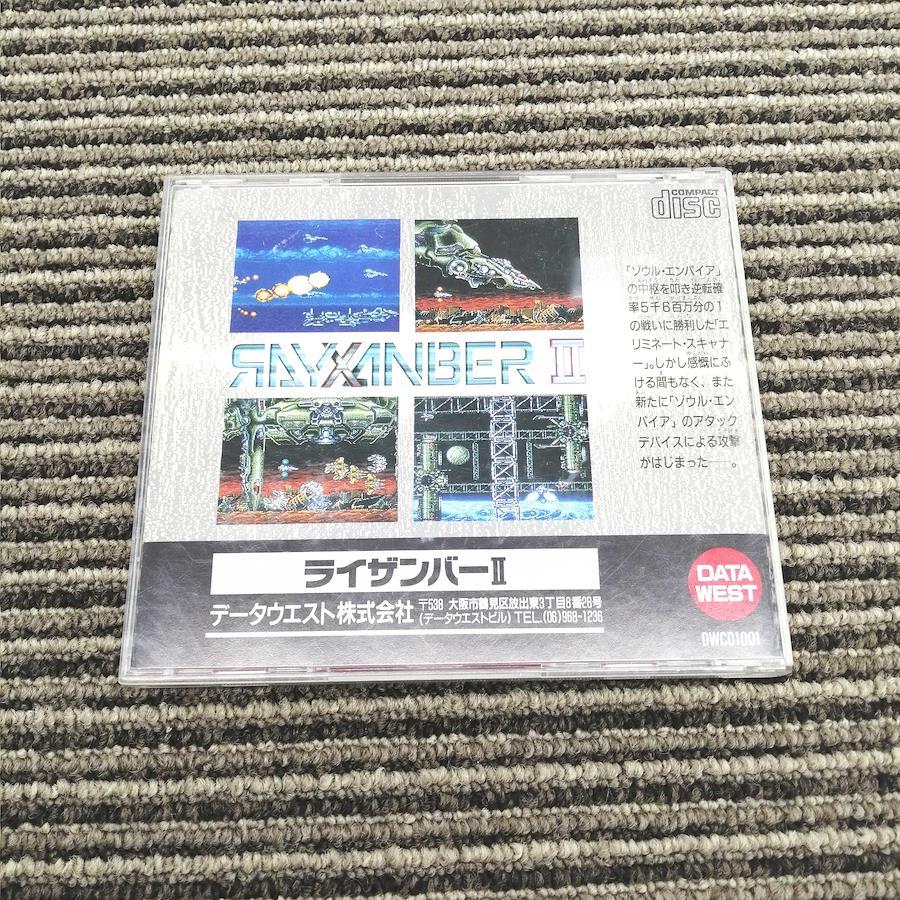 COMPACT
disc
「ゾウル・エンパイア」
の中枢を叩き逆転確
率5千6百万分の1
の戦いに勝利した「エ
リミネート・スキャナ
ー」。しかし感慨にふ
ける間もなく、また
新たに「ゾウル・エン
パイア」のアタック
デバイスによる攻撃
がはじまった――。
RAYXANBER II
ライザンバーII
データウエスト株式会社
〒538 大阪市鶴見区放出東3丁目8番28号
(データウエストビル) TEL.(06)968-1236
DATA
WEST
DWCD1001